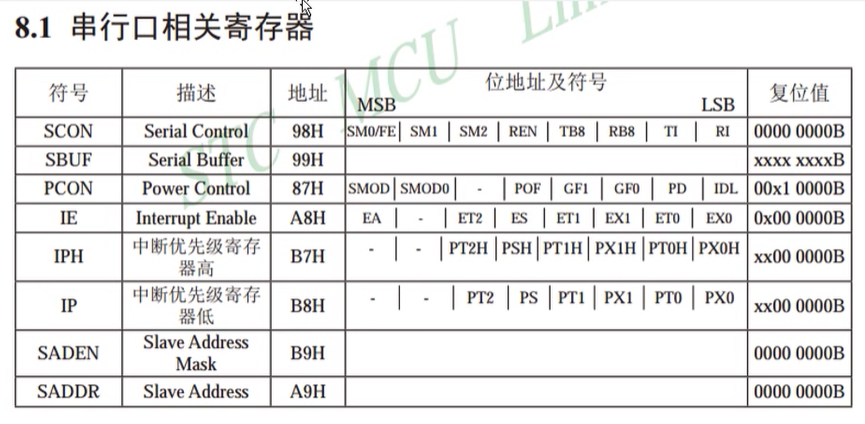 8.1 串行口相关寄存器
STC MCU Lim
符号 描述 地址 位地址及符号 复位值
MSB LSB
SCON Serial Control 98H SM0/FE SM1 SM2 REN TB8 RB8 TI RI 0000 0000B
SBUF Serial Buffer 99H xxxx xxxxB
PCON Power Control 87H SMOD SMOD0 - POF GF1 GF0 PD IDL 00x1 0000B
IE Interrupt Enable A8H EA - ET2 ES ET1 EX1 ET0 EX0 0x00 0000B
IPH 中断优先级寄存 B7H - - PT2H PSH PT1H PX1H PT0H PX0H xx00 0000B
器高
IP 中断优先级寄存 B8H - - PT2 PS PT1 PX1 PT0 PX0 xx00 0000B
器低
SADEN Slave Address B9H 0000 0000B
Mask
SADDR Slave Address A9H 0000 0000B